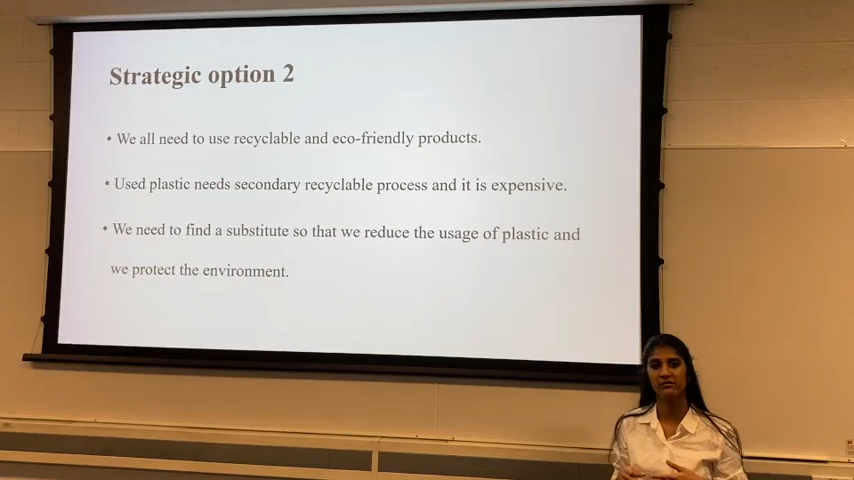 Strategic option 2
• We all need to use recyclable and eco-friendly products.
• Used plastic needs secondary recyclable process and it is expensive.
• We need to find a substitute so that we reduce the usage of plastic and
we protect the environment.